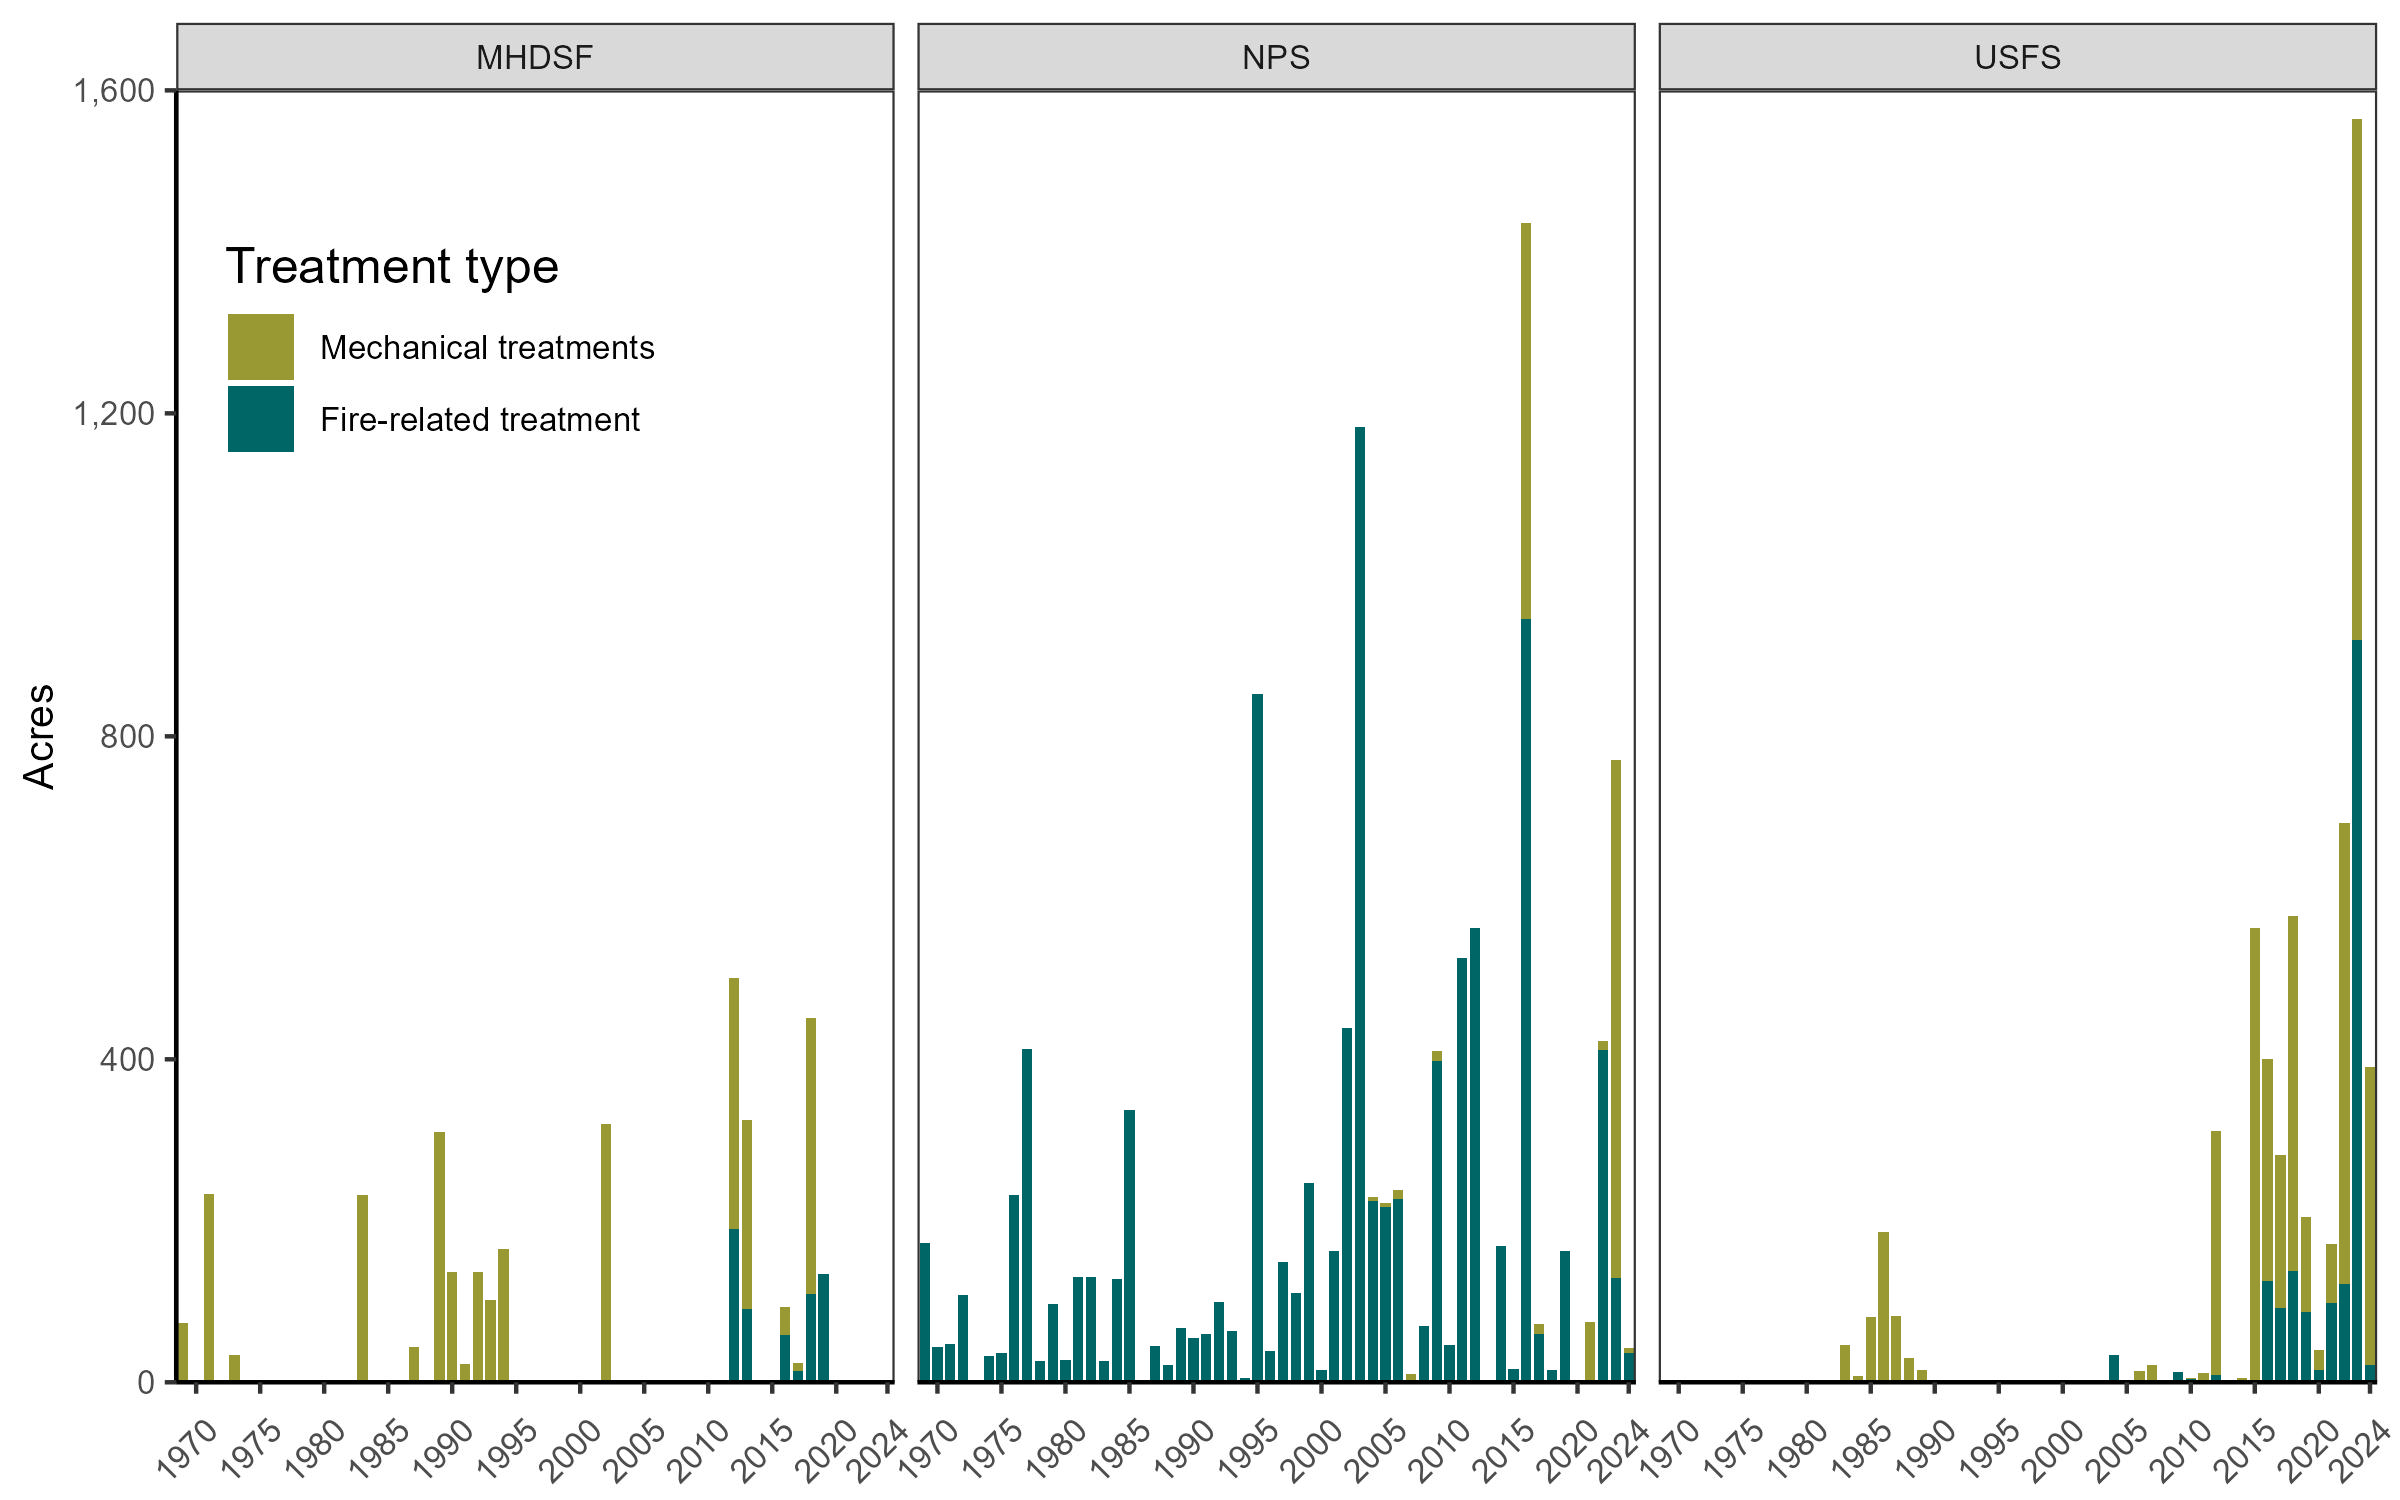 MHDSF NPS USFS
1,600
Treatment type
Mechanical treatments
1,200
Fire-related treatment
Acres
800
400
0
1970 1975 1980 1985 1990 1995 2000 2005 2010 2015 2020 2024 1970 1975 1980 1985 1990 1995 2000 2005 2010 2015 2020 2024 1970 1975 1980 1985 1990 1995 2000 2005 2010 2015 2020 2024